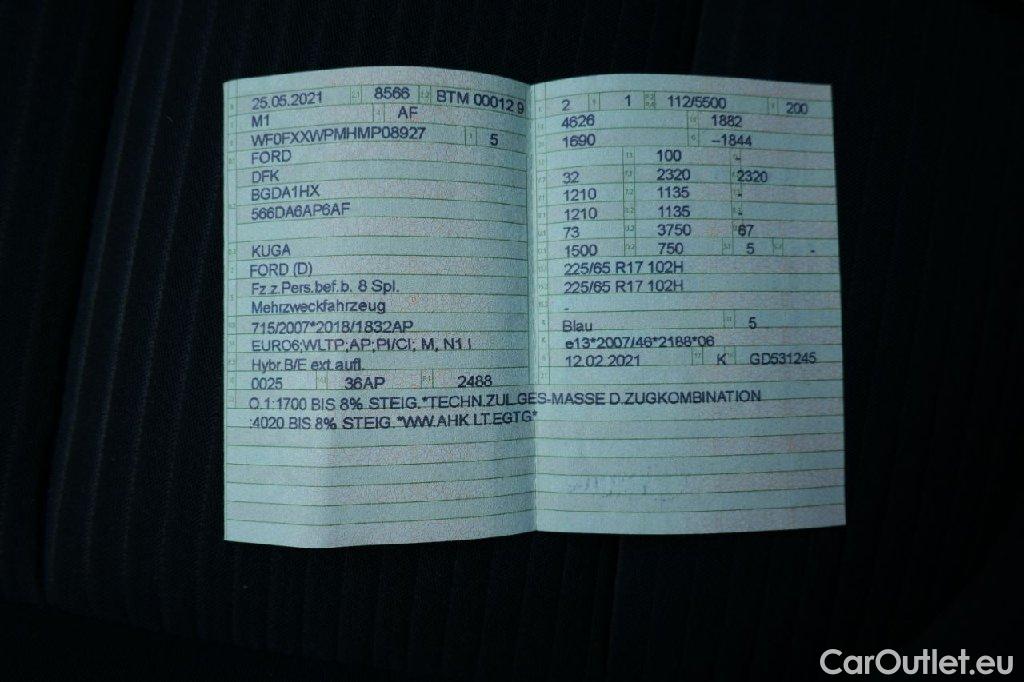 25.05.2021 8566 BTM 00012 9
M1 AF
WF0FXXWPMHMP08927 5
FORD
DFK
BGDA1HX
566DA6AP6AF
KUGA
FORD (D)
Fz.z.Pers.bef.b. 8 Spl.
Mehrzweckfahrzeug
715/2007*2018/1832AP
EURO6;WLTP;AP;PI/CI; M, N1 I
Hybr.B/E ext.aufl.
0025 36AP 2488
O.1:1700 BIS 8% STEIG.*TECHN.ZUL.GES-MASSE D.ZUGKOMBINATION
:4020 BIS 8% STEIG.*WW.AHK LT.EGTG*
2 1 112/5500 200
4626 1882
1690 –1844
100 -
32 2320 2320
1210 1135 -
1210 1135 -
73 3750 67
1500 750 5 -
225/65 R17 102H
225/65 R17 102H
-
Blau 5
e13*2007/46*2188*06
12.02.2021 K GD531245
CarOutlet.eu